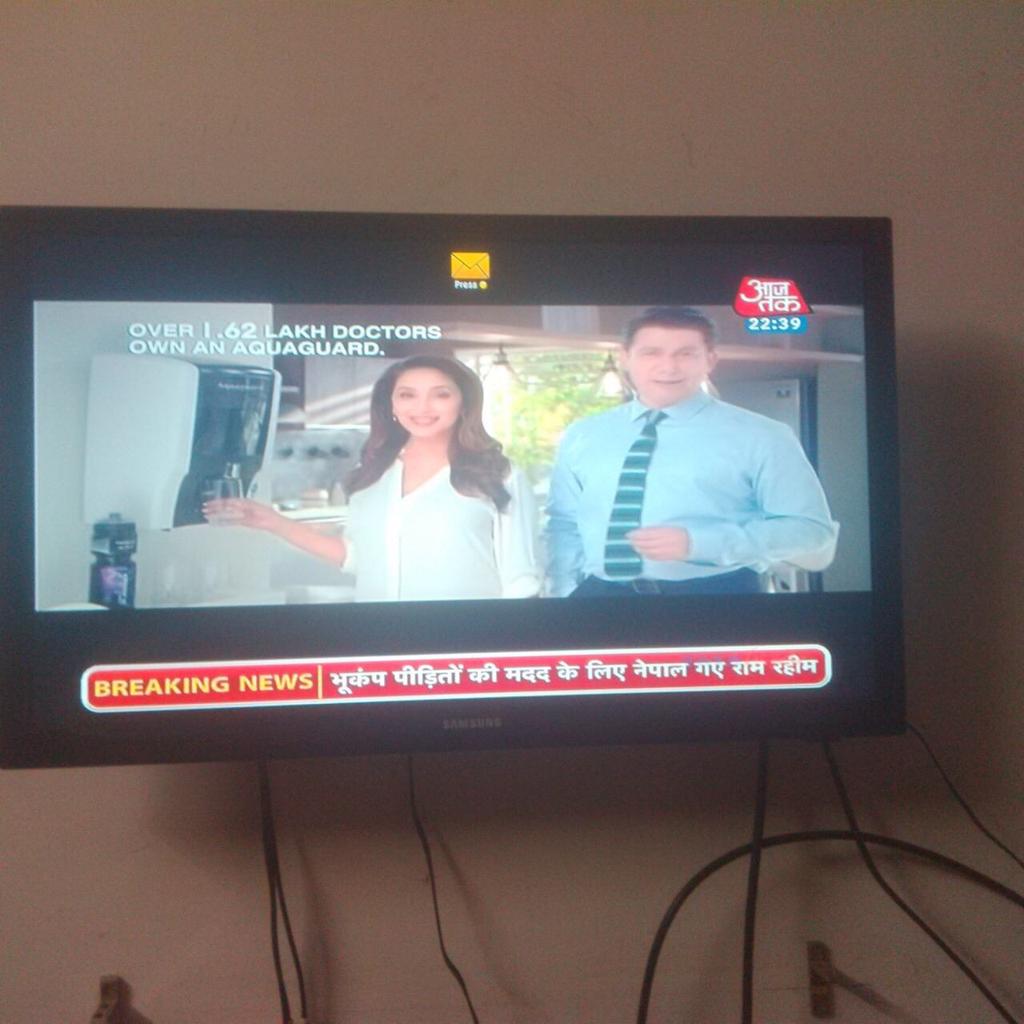 Press
आज
तक
22:39
OVER 1.62 LAKH DOCTORS
OWN AN AQUAGUARD.
Aquaguard
BREAKING NEWS भूकंप पीड़ितों की मदद के लिए नेपाल गए राम रहीम
SAMSUNG